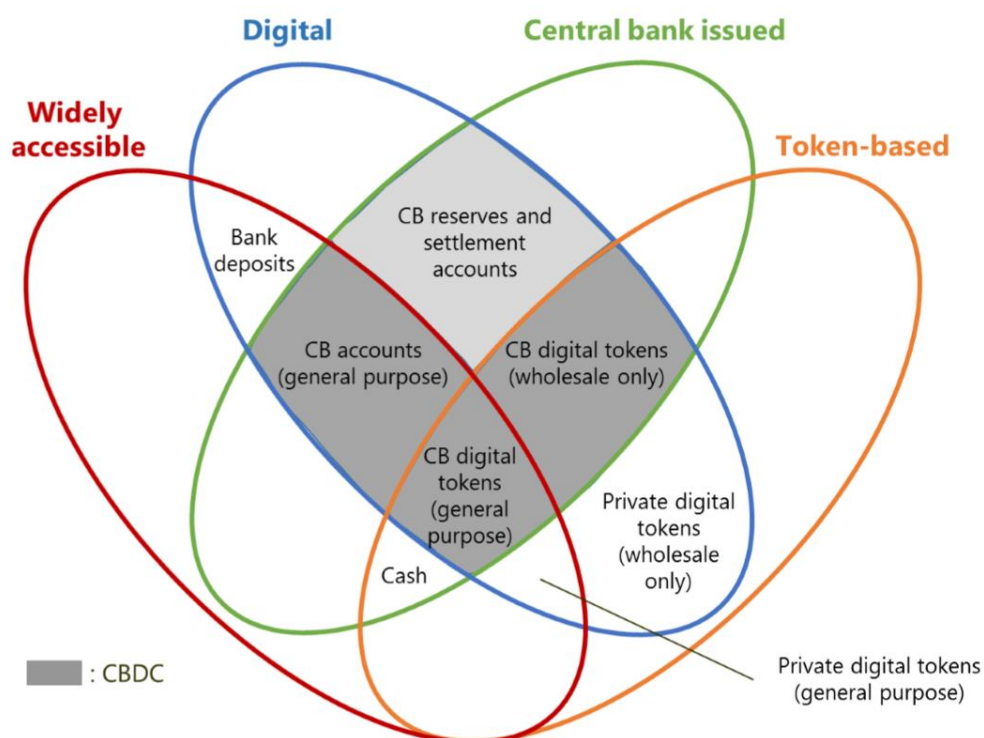 Digital
Central bank issued
Widely
accessible
Token-based
CB reserves and
settlement
accounts
Bank
deposits
CB accounts
(general purpose)
CB digital tokens
(wholesale only)
CB digital
tokens
(general
purpose)
Private digital
tokens
(wholesale
only)
Cash
Private digital tokens
(general purpose)
: CBDC